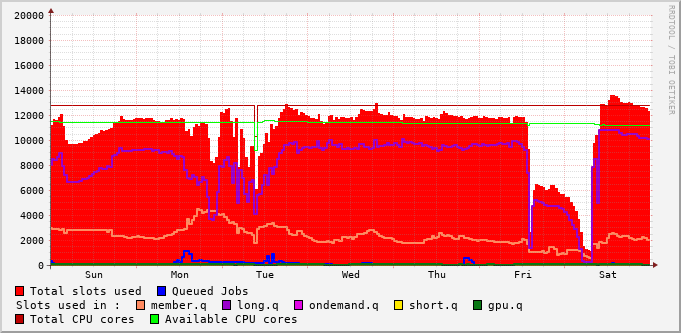 RRDTOOL / TOBI OETIKER
20000
18000
16000
14000
12000
10000
8000
6000
4000
2000
0
Sun Mon Tue Wed Thu Fri Sat
Total slots used Queued Jobs
Slots used in : member.q long.q ondemand.q short.q gpu.q
Total CPU cores Available CPU cores